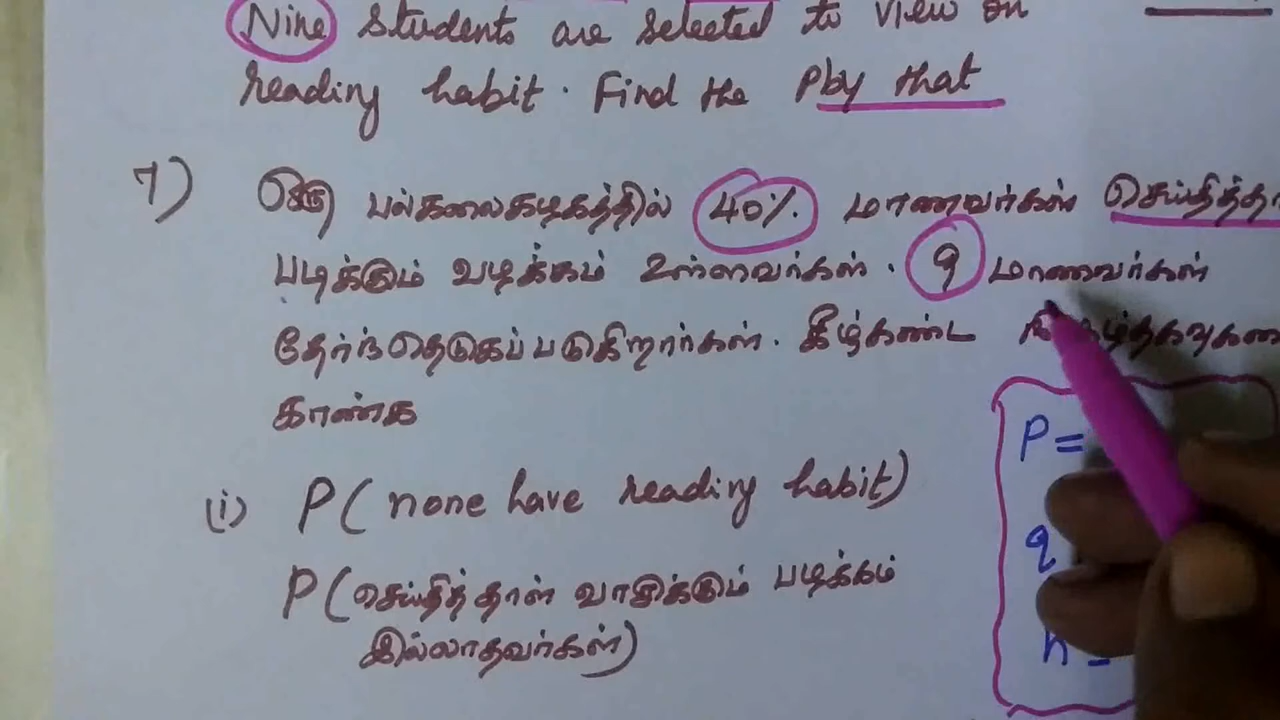 Nine students are selected to view on
reading habit. Find the Pby that
7) ஒரு பல்கலைகழகத்தில் 40% மாணவர்கள் செய்தித்தா
படிக்கும் வழக்கம் உள்ளவர்கள். 9 மாணவர்கள்
தேர்ந்தெடுகப்படுகிறார்கள். கீழ்கண்ட
காண்க
P =
(i) P( none have reading habit)
q
P(செய்தித்தாள் வாசிக்கும் படிக்கம்
இல்லாதவர்கள்)
n =